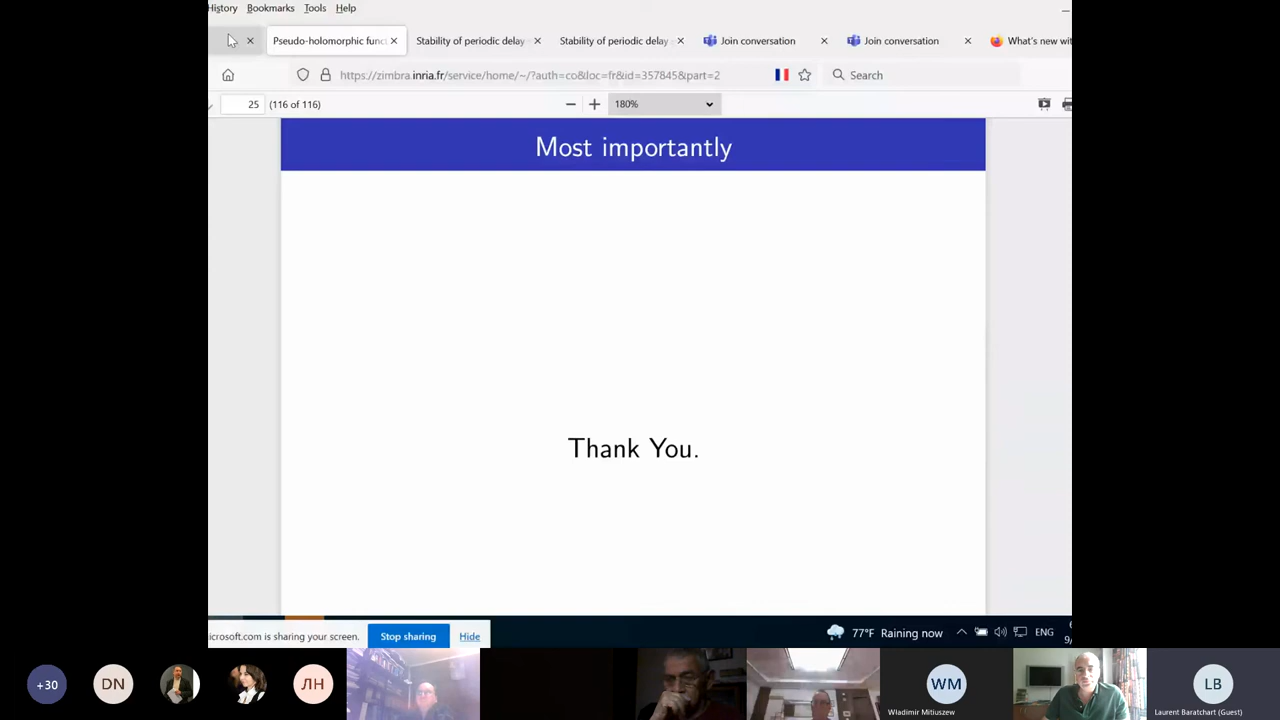 History Bookmarks Tools Help
Pseudo-holomorphic func
Stability of periodic delay
Stability of periodic delay
Join conversation
Join conversation
What's new wit
https://zimbra.inria.fr/service/home/~/?auth=co&loc=fr&id=357845&part=2
Search
25 (116 of 116)
180%
Most importantly
Thank You.
icrosoft.com is sharing your screen. Stop sharing Hide
77°F Raining now ENG
+30 DN ЛН WM LB
Wladimir Mitiuszew
Laurent Baratchart (Guest)